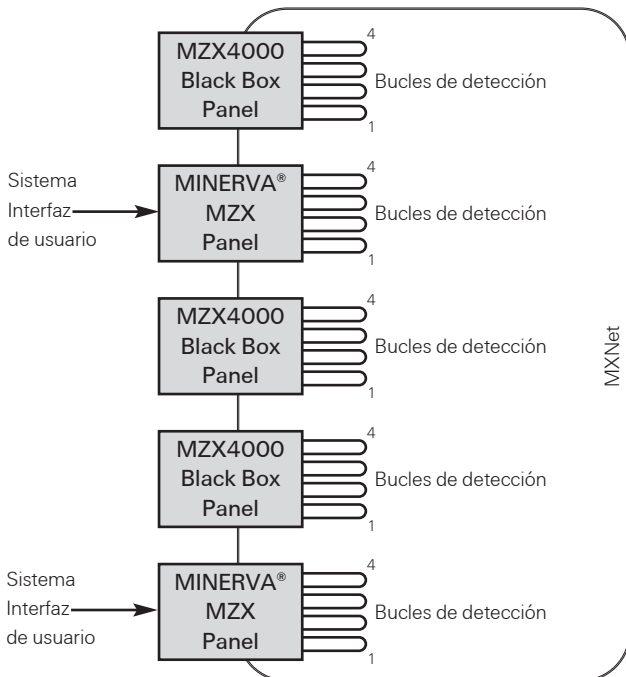 MZX4000
Black Box
Panel
4
1
Bucles de detección
Sistema
Interfaz
de usuario
MINERVA®
MZX
Panel
4
1
Bucles de detección
MZX4000
Black Box
Panel
4
1
Bucles de detección
MXNet
MZX4000
Black Box
Panel
4
1
Bucles de detección
Sistema
Interfaz
de usuario
MINERVA®
MZX
Panel
4
1
Bucles de detección